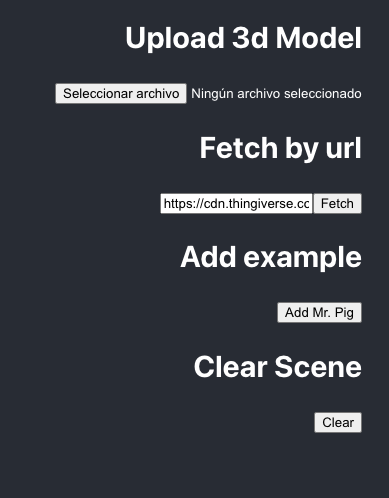 Upload 3d Model
Seleccionar archivo Ningún archivo seleccionado
Fetch by url
https://cdn.thingiverse.cc Fetch
Add example
Add Mr. Pig
Clear Scene
Clear